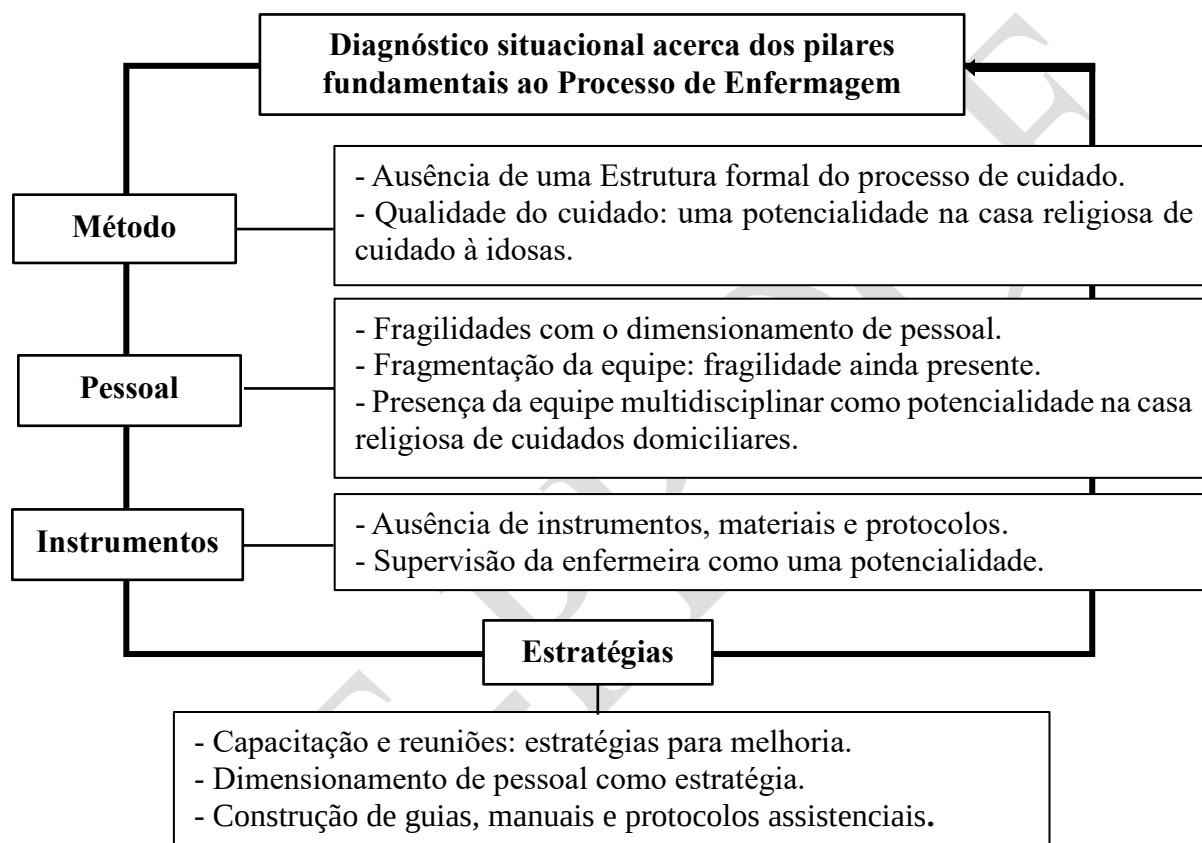 Diagnóstico situacional acerca dos pilares
fundamentais ao Processo de Enfermagem
Método
- Ausência de uma Estrutura formal do processo de cuidado.
- Qualidade do cuidado: uma potencialidade na casa religiosa de
cuidado à idosas.
Pessoal
- Fragilidades com o dimensionamento de pessoal.
- Fragmentação da equipe: fragilidade ainda presente.
- Presença da equipe multidisciplinar como potencialidade na casa
religiosa de cuidados domiciliares.
Instrumentos
- Ausência de instrumentos, materiais e protocolos.
- Supervisão da enfermeira como uma potencialidade.
Estratégias
- Capacitação e reuniões: estratégias para melhoria.
- Dimensionamento de pessoal como estratégia.
- Construção de guias, manuais e protocolos assistenciais.